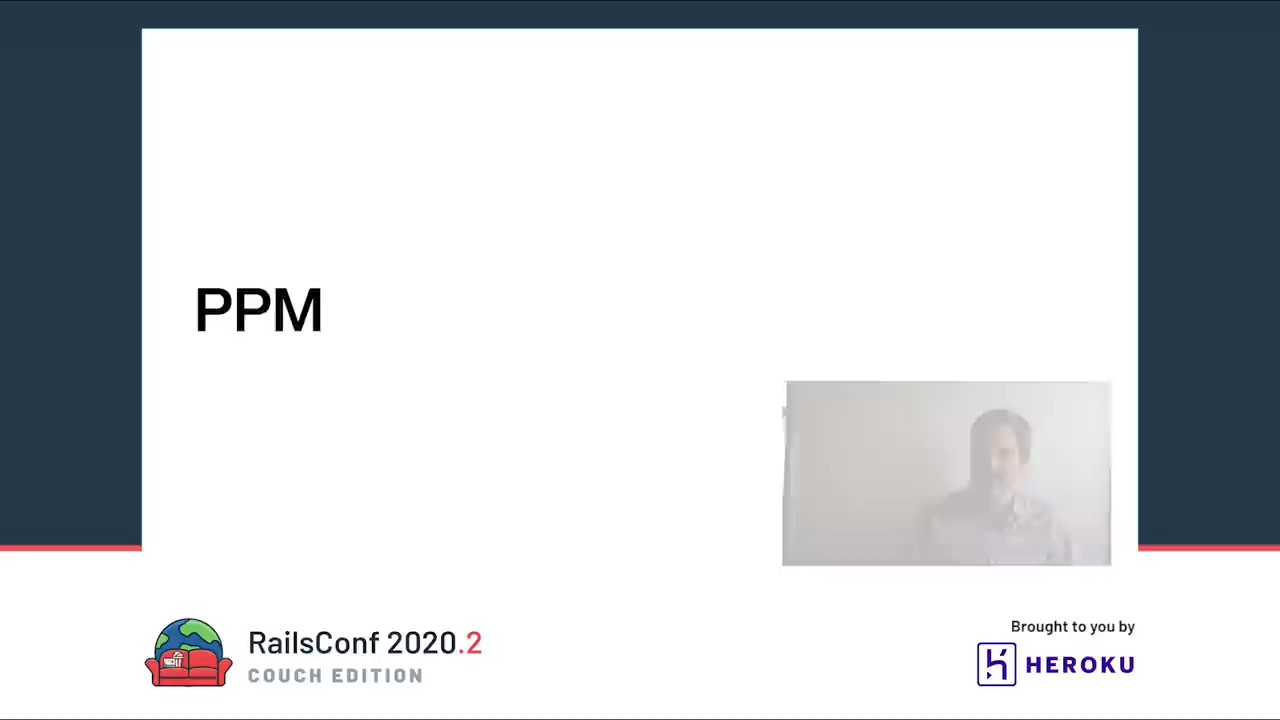 PPM
RailsConf 2020.2
COUCH EDITION
Brought to you by
HEROKU